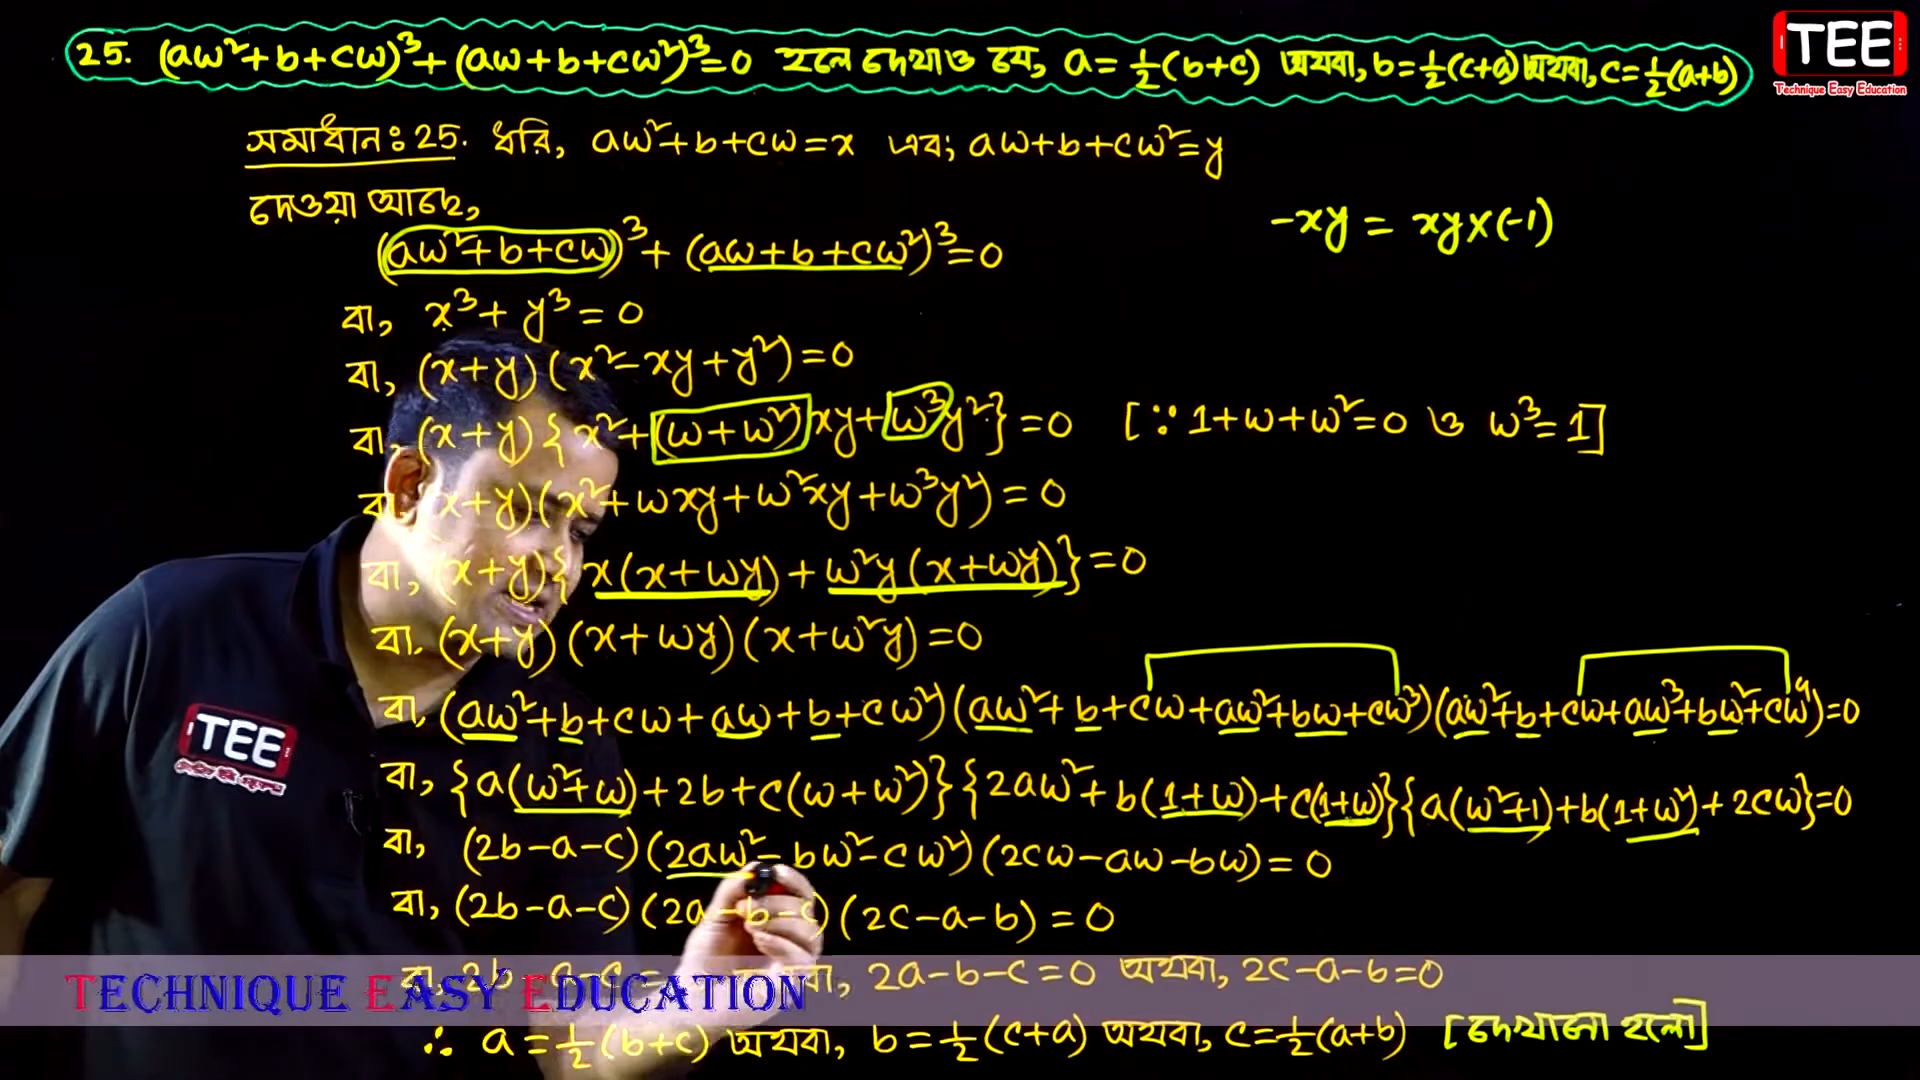 25. (aω²+b+cω)³+(aω+b+cω²)³=0 হলে দেখাও যে, a=½(b+c) অথবা, b=½(c+a) অথবা, c=½(a+b)
TEE
Technique Easy Education
সমাধানঃ 25. ধরি, aω²+b+cω=x এবং aω+b+cω²=y
দেওয়া আছে,
(aω²+b+cω)³+(aω+b+cω²)³=0
-xy = xy×(-1)
বা, x³+y³=0
বা, (x+y)(x²-xy+y²)=0
বা, (x+y){x²+(ω+ω²)xy+ω³y²}=0 [∵ 1+ω+ω²=0 ও ω³=1]
বা, (x+y)(x²+ωxy+ω²xy+ω³y²)=0
বা, (x+y){x(x+ωy)+ω²y(x+ωy)}=0
বা, (x+y)(x+ωy)(x+ω²y)=0
বা, (aω²+b+cω+aω+b+cω²)(aω²+b+cω+aω²+bω+cω³)(aω²+b+cω+aω³+bω²+cω⁴)=0
বা, {a(ω²+ω)+2b+c(ω+ω²)}{2aω²+b(1+ω)+c(1+ω)}{a(ω²+1)+b(1+ω²)+2cω}=0
বা, (2b-a-c)(2aω²-bω²-cω²)(2cω-aω-bω)=0
বা, (2b-a-c)(2a-b-c)(2c-a-b)=0
বা, 2b-a-c= 2a-b-c=0 অথবা, 2c-a-b=0
∴ a=½(b+c) অথবা, b=½(c+a) অথবা, c=½(a+b) [দেখানো হলো]
TEE
TECHNIQUE EASY EDUCATION